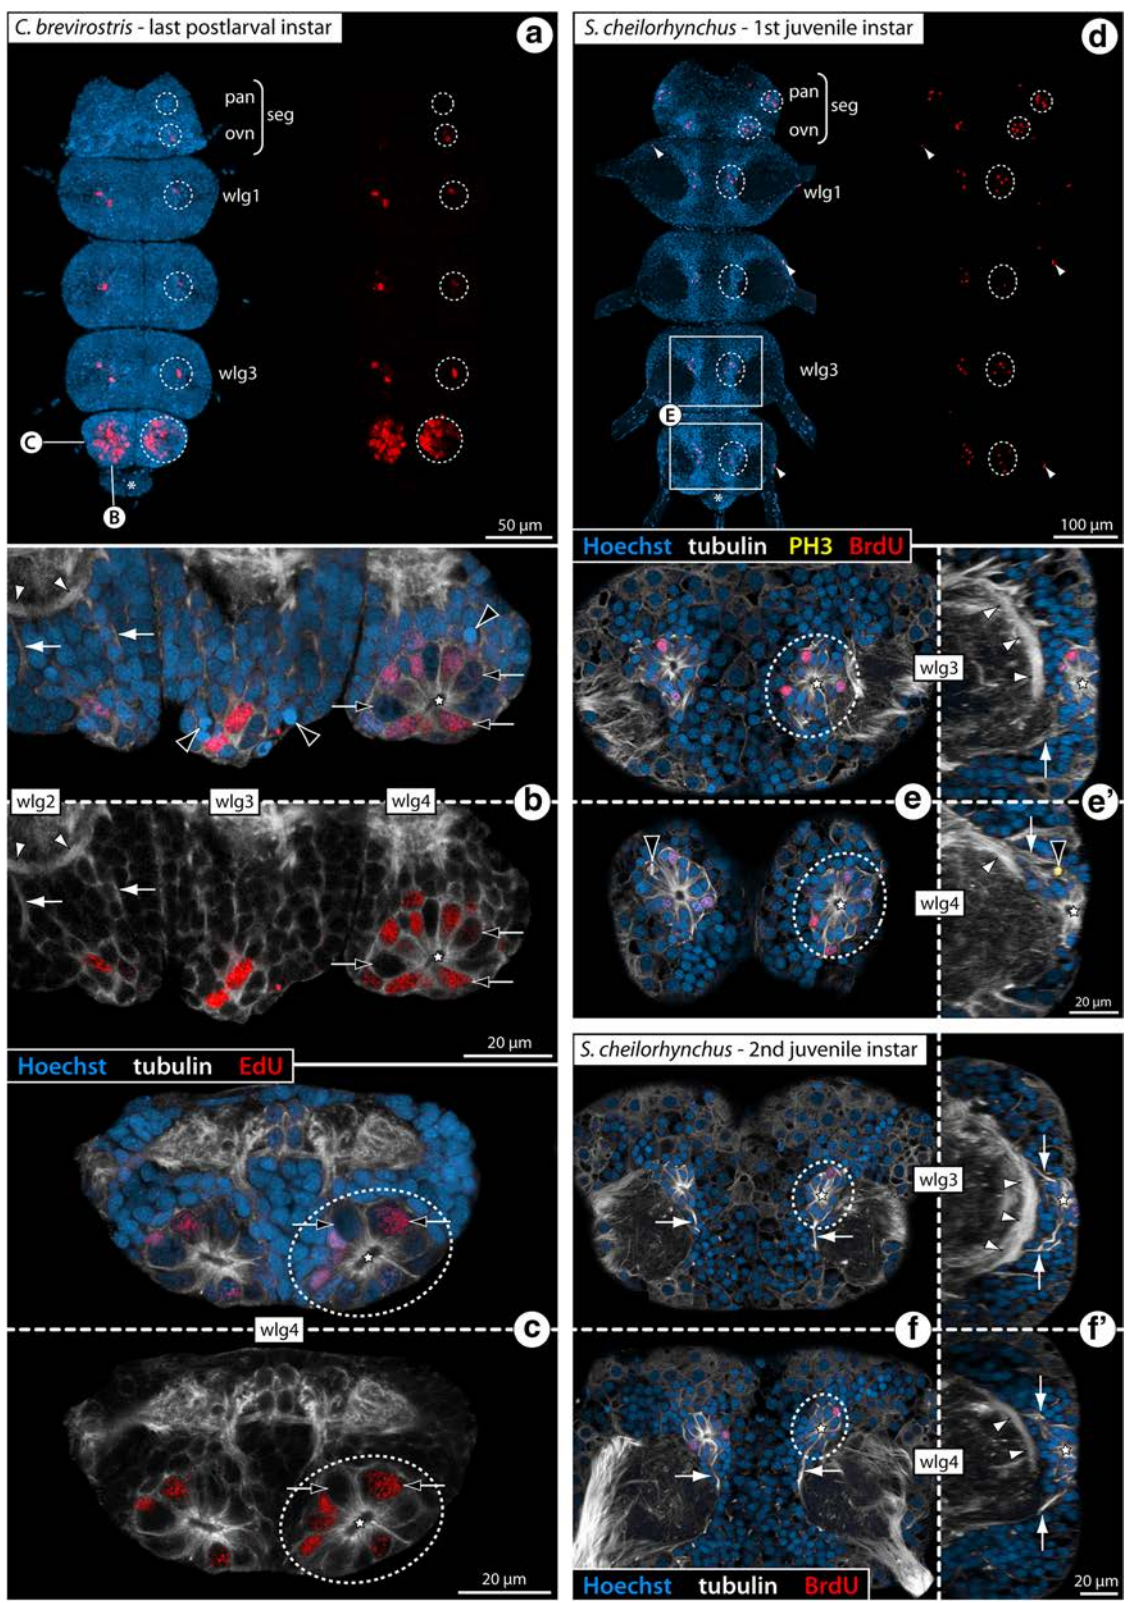 C. brevirostris - last postlarval instar
a
pan
ovn
seg
wlg1
wlg3
C
B
*
50 µm
S. cheilorhynchus - 1st juvenile instar
d
pan
ovn
seg
wlg1
wlg3
E
*
100 µm
Hoechst tubulin PH3 BrdU
wlg2
wlg3
wlg4
b
20 µm
Hoechst tubulin EdU
wlg3
e
e'
wlg4
20 µm
wlg4
c
20 µm
S. cheilorhynchus - 2nd juvenile instar
wlg3
f
f'
wlg4
Hoechst tubulin BrdU
20 µm